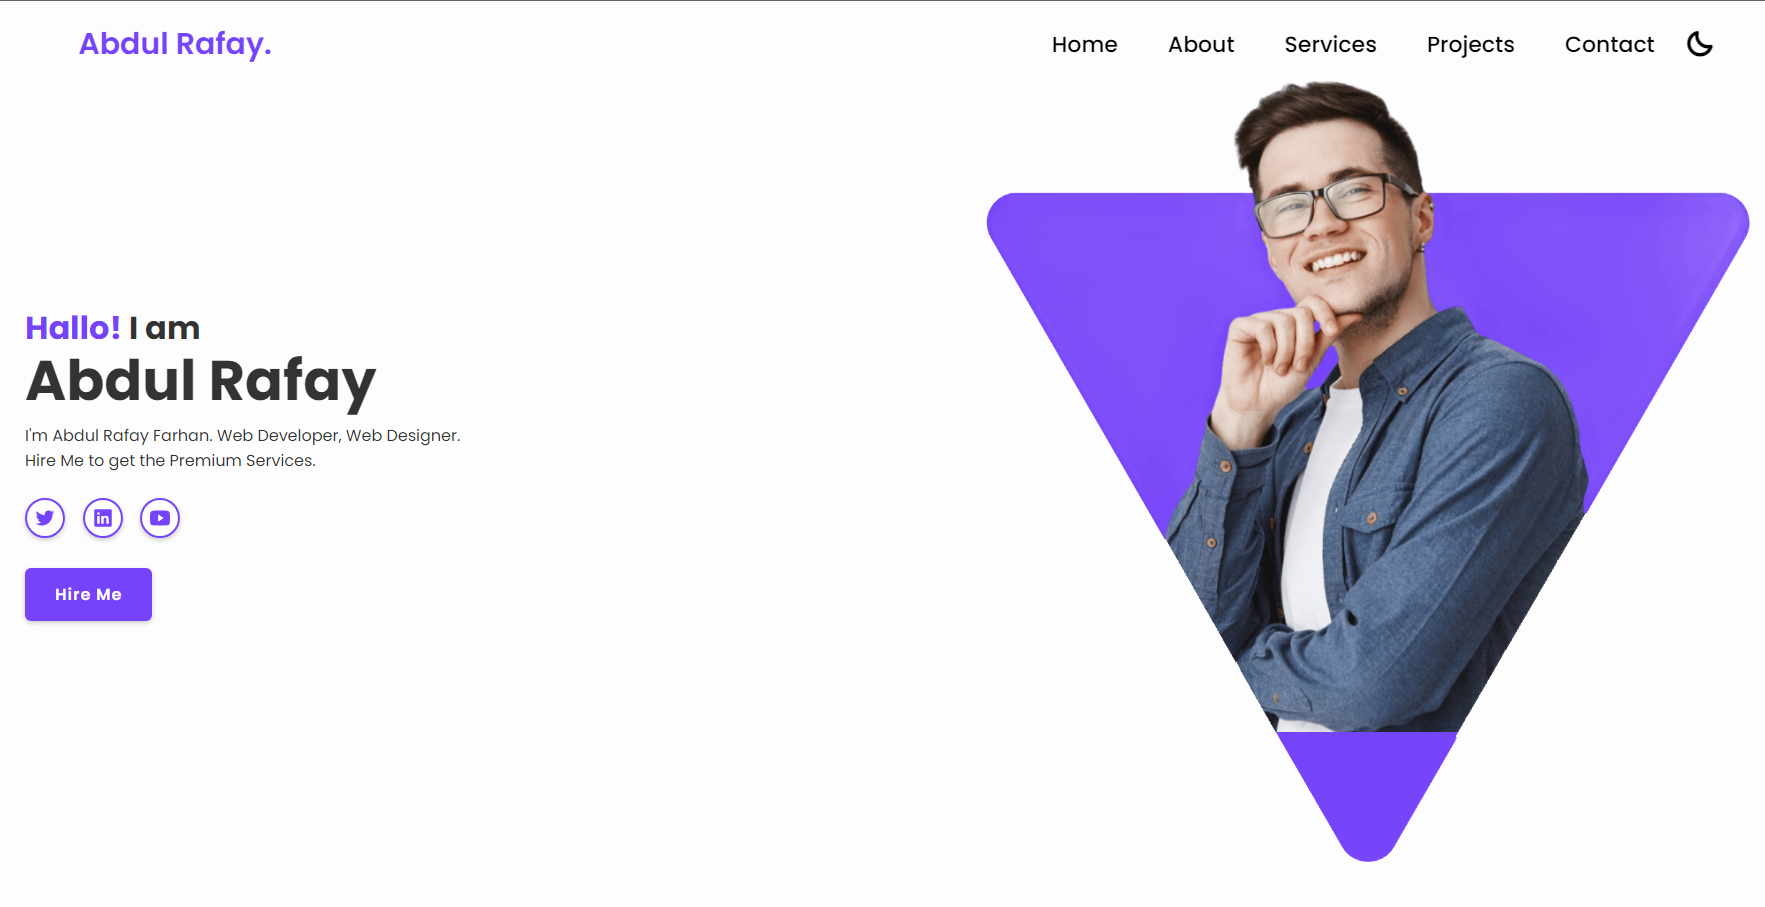 Abdul Rafay.
Home About Services Projects Contact
Hallo! I am
Abdul Rafay
I'm Abdul Rafay Farhan. Web Developer, Web Designer.
Hire Me to get the Premium Services.
Hire Me